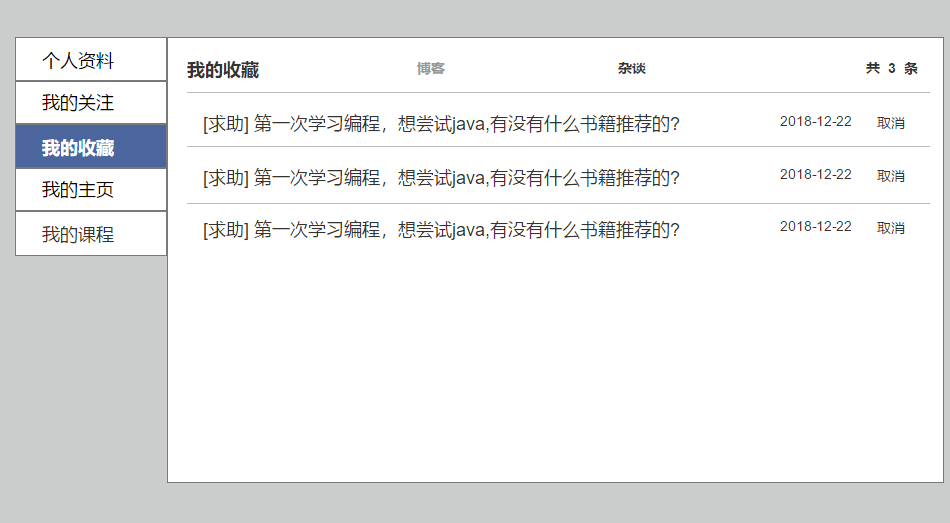 个人资料
我的关注
我的收藏
我的主页
我的课程
我的收藏 博客 杂谈 共 3 条
[求助] 第一次学习编程，想尝试java,有没有什么书籍推荐的? 2018-12-22 取消
[求助] 第一次学习编程，想尝试java,有没有什么书籍推荐的? 2018-12-22 取消
[求助] 第一次学习编程，想尝试java,有没有什么书籍推荐的? 2018-12-22 取消